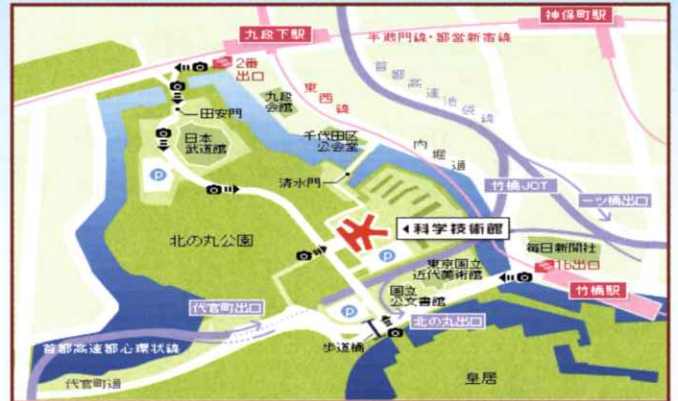 神保町駅
九段下駅
半蔵門線・都営新宿線
2番
出口
首都高速池袋線
東西線
九段
会館
田安門
千代田区
公会堂
内堀通
日本
武道館
P
清水門
竹橋JCT
一ツ橋出口
◀科学技術館
北の丸公園
P
毎日新聞社
東京国立
近代美術館
1b出口
国立
公文書館
竹橋駅
代官町出口
P
北の丸出口
首都高速都心環状線
歩道橋
代官町通
皇居